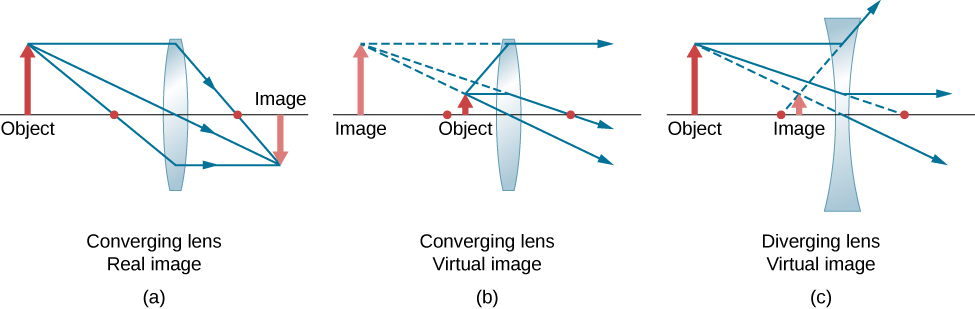 Object
Image
Converging lens
Real image
(a)
Image
Object
Converging lens
Virtual image
(b)
Object
Image
Diverging lens
Virtual image
(c)